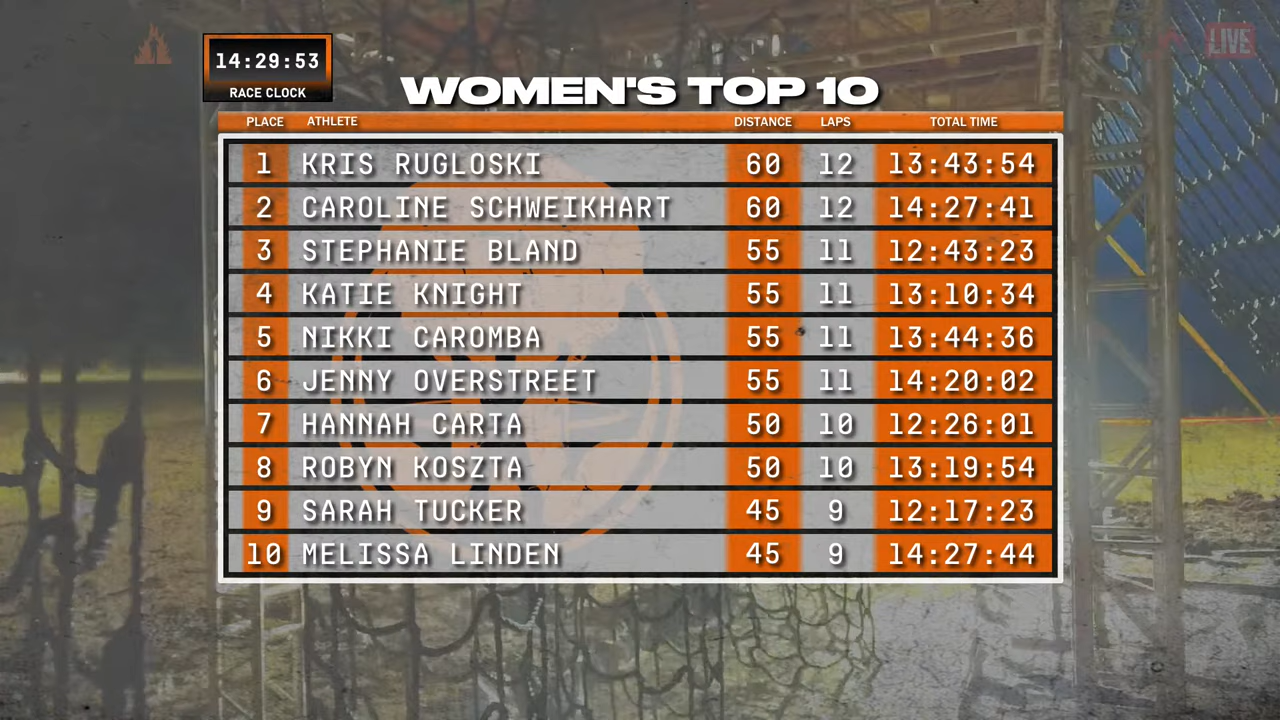 LIVE
14:29:53
RACE CLOCK
WOMEN'S TOP 10
PLACE ATHLETE DISTANCE LAPS TOTAL TIME
1 KRIS RUGLOSKI 60 12 13:43:54
2 CAROLINE SCHWEIKHART 60 12 14:27:41
3 STEPHANIE BLAND 55 11 12:43:23
4 KATIE KNIGHT 55 11 13:10:34
5 NIKKI CAROMBA 55 11 13:44:36
6 JENNY OVERSTREET 55 11 14:20:02
7 HANNAH CARTA 50 10 12:26:01
8 ROBYN KOSZTA 50 10 13:19:54
9 SARAH TUCKER 45 9 12:17:23
10 MELISSA LINDEN 45 9 14:27:44